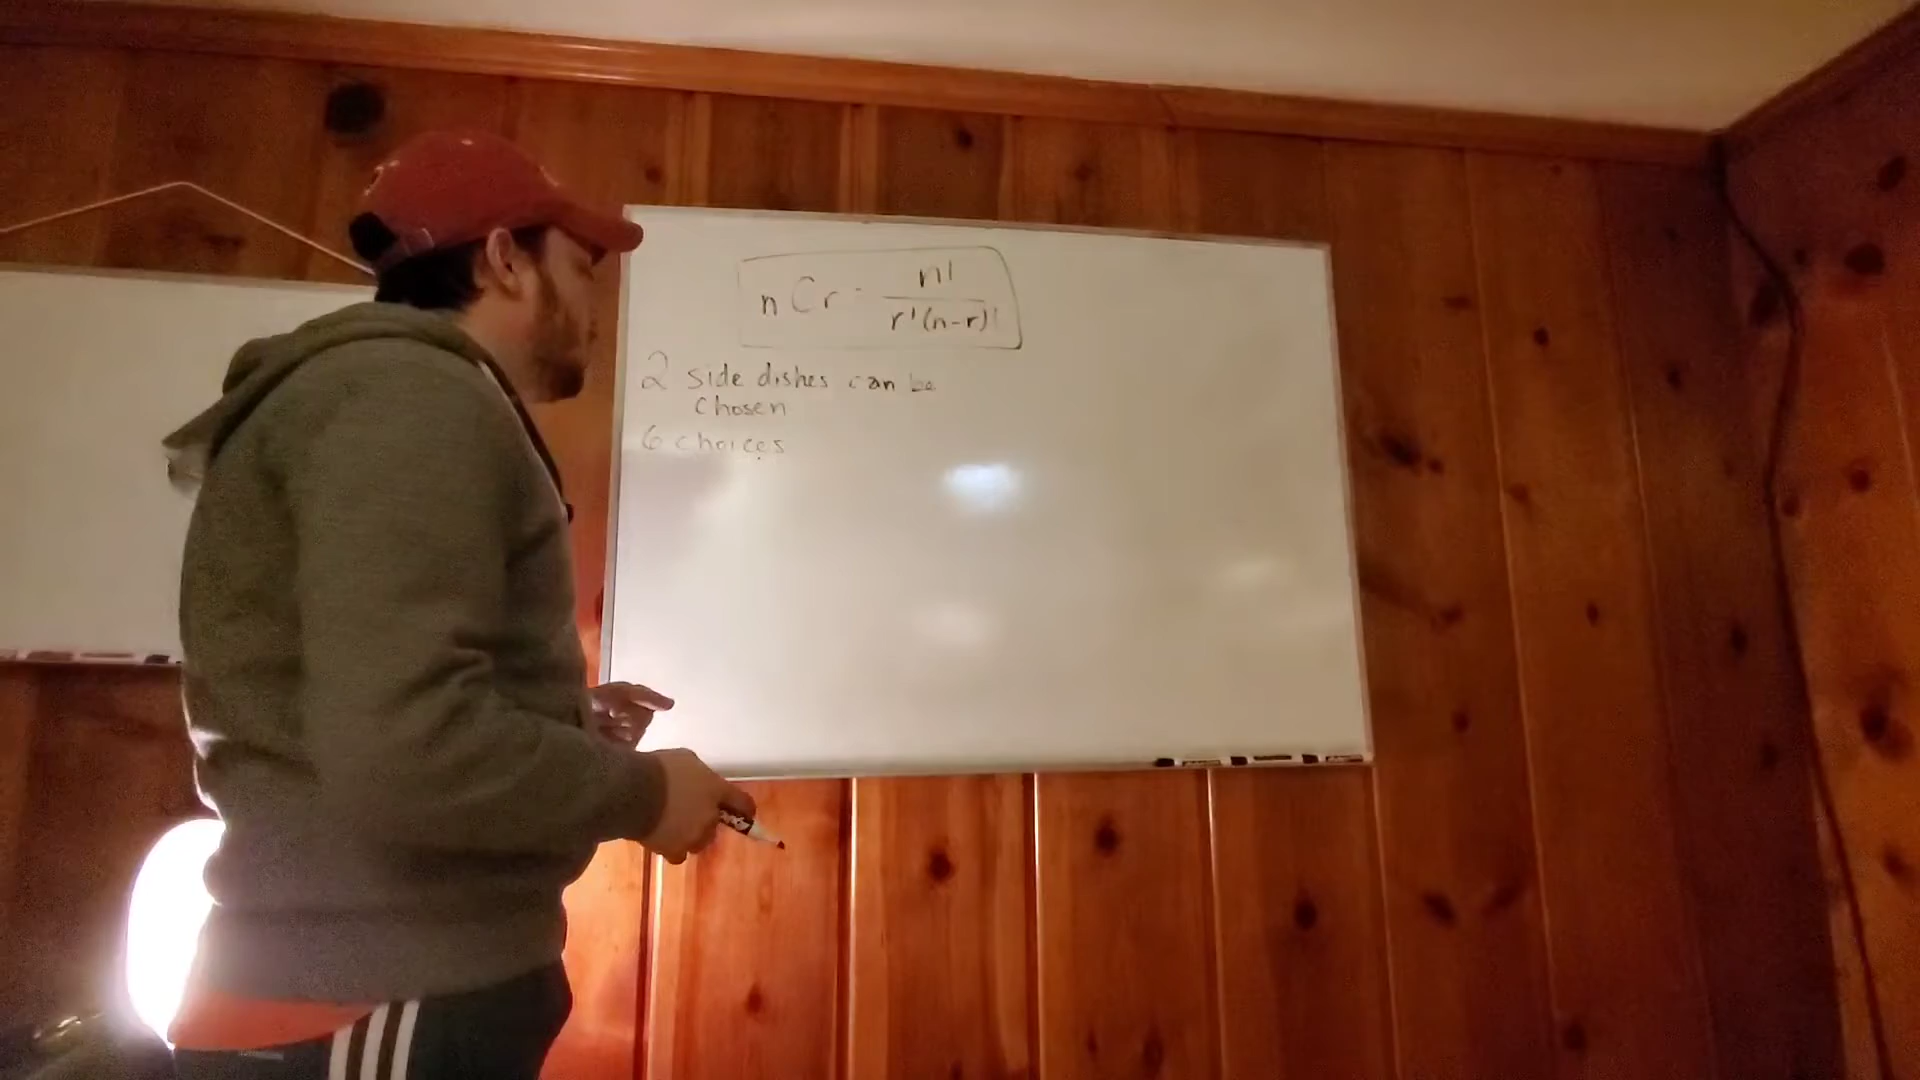 nCr = n!
r!(n-r)!
2 side dishes can be
chosen
6 choices